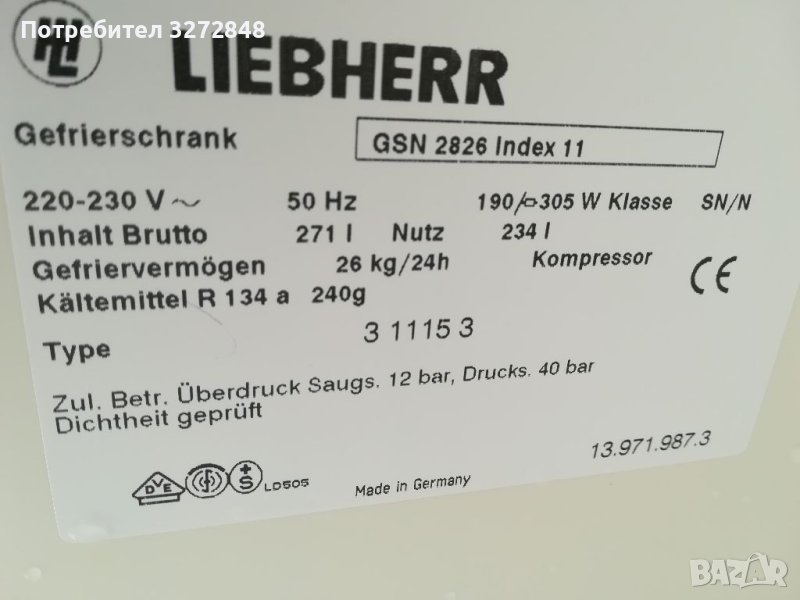 Потребител 3272848
LIEBHERR
Gefrierschrank GSN 2826 Index 11
220-230 V ~ 50 Hz 190/305 W Klasse SN/N
Inhalt Brutto 271 l Nutz 234 l
Gefriervermögen 26 kg/24h Kompressor
CE
Kältemittel R 134 a 240g
Type 3 1115 3
Zul. Betr. Überdruck Saugs. 12 bar, Drucks. 40 bar
Dichtheit geprüft
13.971.987.3
DVE S LD505 Made in Germany
BAZAR